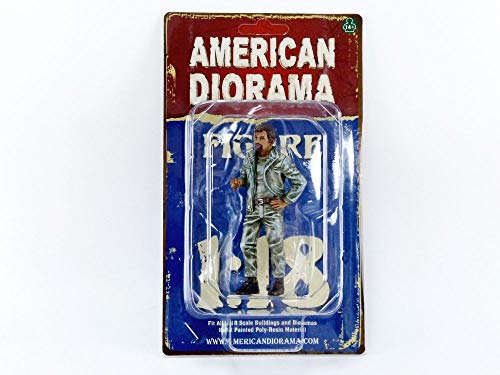 14+
AMERICAN
DIORAMA
FIGURE
1:18
Fit All 1:18 Scale Buildings and Dioramas
Hand Painted Poly-Resin Material
WWW.AMERICANDIORAMA.COM